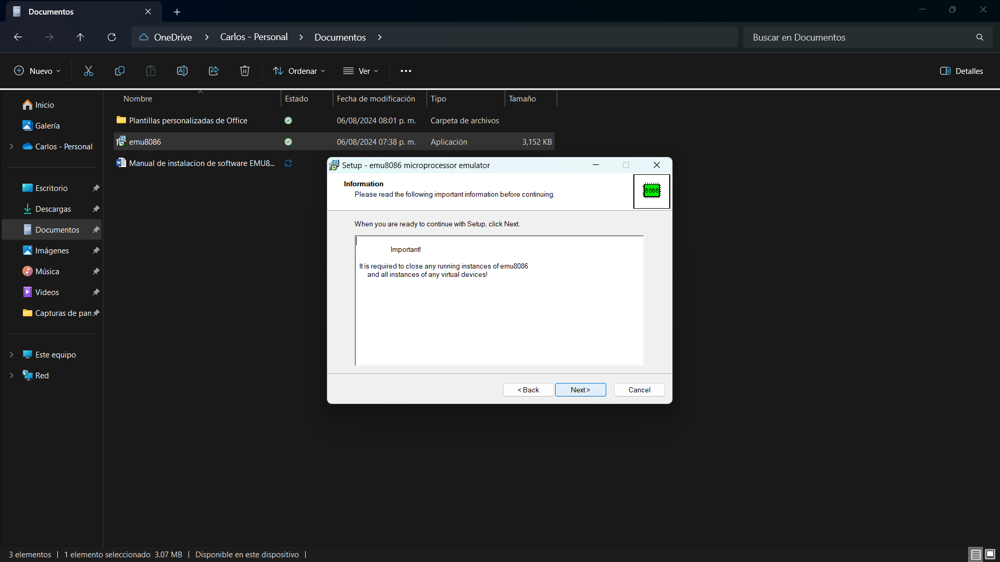 Documentos
OneDrive > Carlos - Personal > Documentos >
Buscar en Documentos
Nuevo
Ordenar
Ver
Detalles
Inicio
Galería
Carlos - Personal
Escritorio
Descargas
Documentos
Imágenes
Música
Videos
Capturas de pan
Este equipo
Red
Nombre Estado Fecha de modificación Tipo Tamaño
Plantillas personalizadas de Office 06/08/2024 08:01 p. m. Carpeta de archivos
emu8086 06/08/2024 07:38 p. m. Aplicación 3,152 KB
Manual de instalacion de software EMU8...
Setup - emu8086 microprocessor emulator
Information
Please read the following important information before continuing.
8086
When you are ready to continue with Setup, click Next.
Important!
It is required to close any running instances of emu8086
and all instances of any virtual devices!
< Back
Next >
Cancel
3 elementos | 1 elemento seleccionado 3.07 MB | Disponible en este dispositivo |